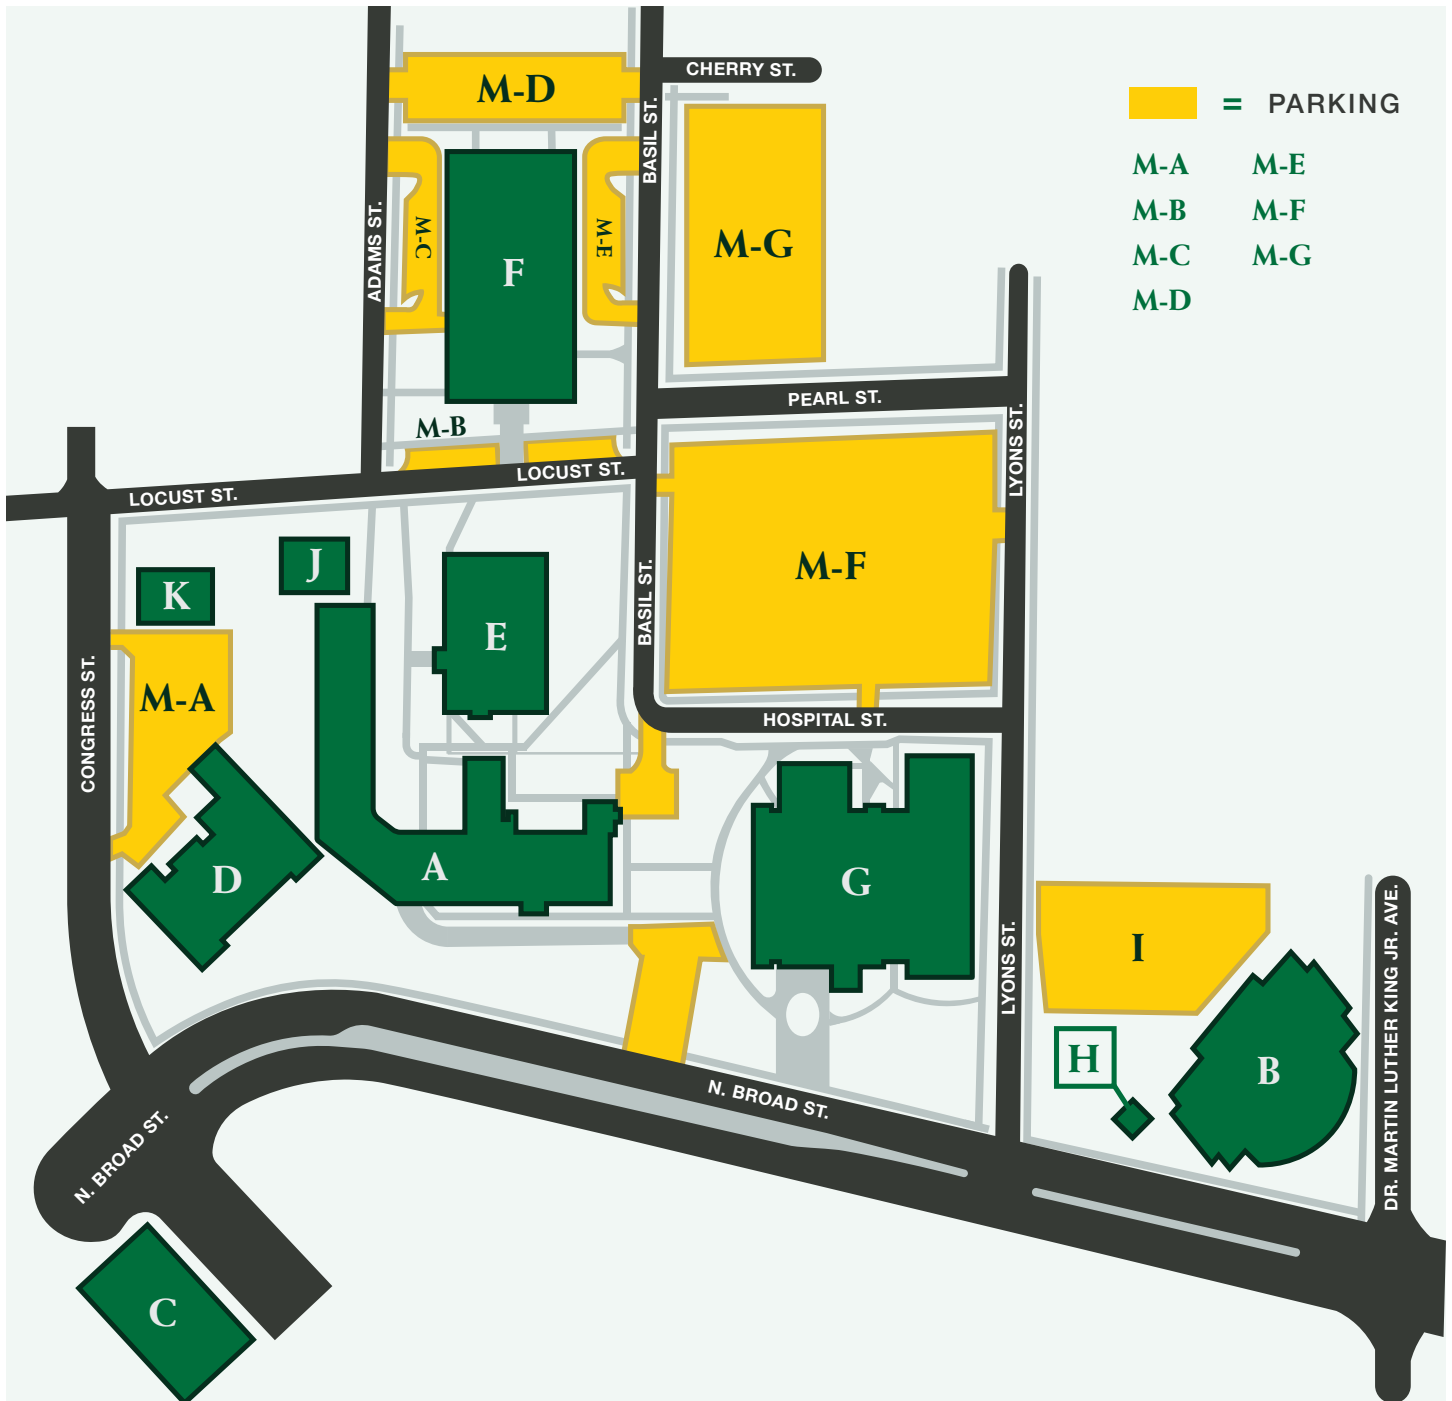 M-D
CHERRY ST.
= PARKING
M-A M-E
M-B M-F
M-C M-G
M-D
BASIL ST.
ADAMS ST.
M-C
F
M-E
M-G
PEARL ST.
M-B
LOCUST ST.
LOCUST ST.
LYONS ST.
J
K
E
M-F
BASIL ST.
CONGRESS ST.
M-A
HOSPITAL ST.
A
D
G
LYONS ST.
I
DR. MARTIN LUTHER KING JR. AVE.
H
B
N. BROAD ST.
N. BROAD ST.
C